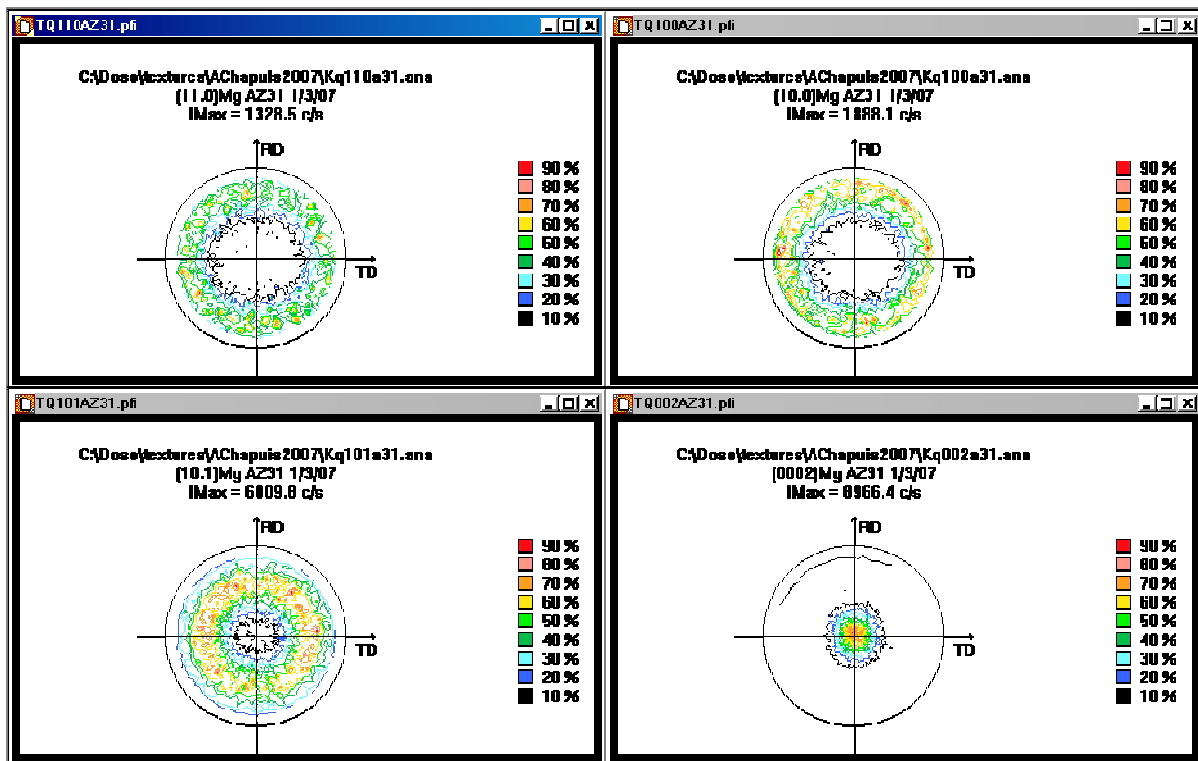 TQ110AZ31.pfi
C:\Dose\textures\AChapuis2007\Kq110a31.ana
(11.0)Mg AZ31 1/3/07
IMax = 1328.5 c/s
RD
TD
90 %
80 %
70 %
60 %
50 %
40 %
30 %
20 %
10 %
TQ100AZ31.pfi
C:\Dose\textures\AChapuis2007\Kq100a31.ana
(10.0)Mg AZ31 1/3/07
IMax = 1888.1 c/s
RD
TD
90 %
80 %
70 %
60 %
50 %
40 %
30 %
20 %
10 %
TQ101AZ31.pfi
C:\Dose\textures\AChapuis2007\Kq101a31.ana
(10.1)Mg AZ31 1/3/07
IMax =  c/s
RD
TD
90 %
80 %
70 %
60 %
50 %
40 %
30 %
20 %
10 %
TQ002AZ31.pfi
C:\Dose\textures\AChapuis2007\Kq002a31.ana
(0002)Mg AZ31 1/3/07
IMax =  c/s
RD
TD
90 %
80 %
70 %
60 %
50 %
40 %
30 %
20 %
10 %